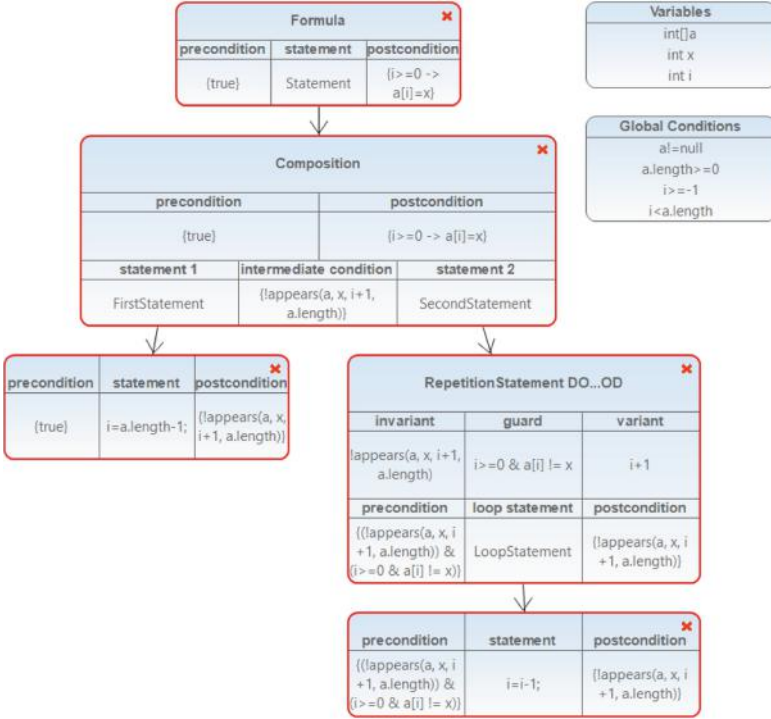 Formula
precondition statement postcondition
{true} Statement {i>=0 ->
a[i]=x}
Variables
int[]a
int x
int i
Global Conditions
a!=null
a.length>=0
i>=-1
i<a.length
Composition
precondition postcondition
{true} {i>=0 -> a[i]=x}
statement 1 intermediate condition statement 2
FirstStatement {!appears(a, x, i+1,
a.length)} SecondStatement
precondition statement postcondition
{true} i=a.length-1; {!appears(a, x,
i+1, a.length)}
RepetitionStatement DO...OD
invariant guard variant
!appears(a, x, i+1,
a.length) i>=0 & a[i] != x i+1
precondition loop statement postcondition
{(!appears(a, x, i
+1, a.length)) &
(i>=0 & a[i] != x)} LoopStatement {!appears(a, x, i
+1, a.length)}
precondition statement postcondition
{(!appears(a, x, i
+1, a.length)) &
(i>=0 & a[i] != x)} i=i-1; {!appears(a, x, i
+1, a.length)}